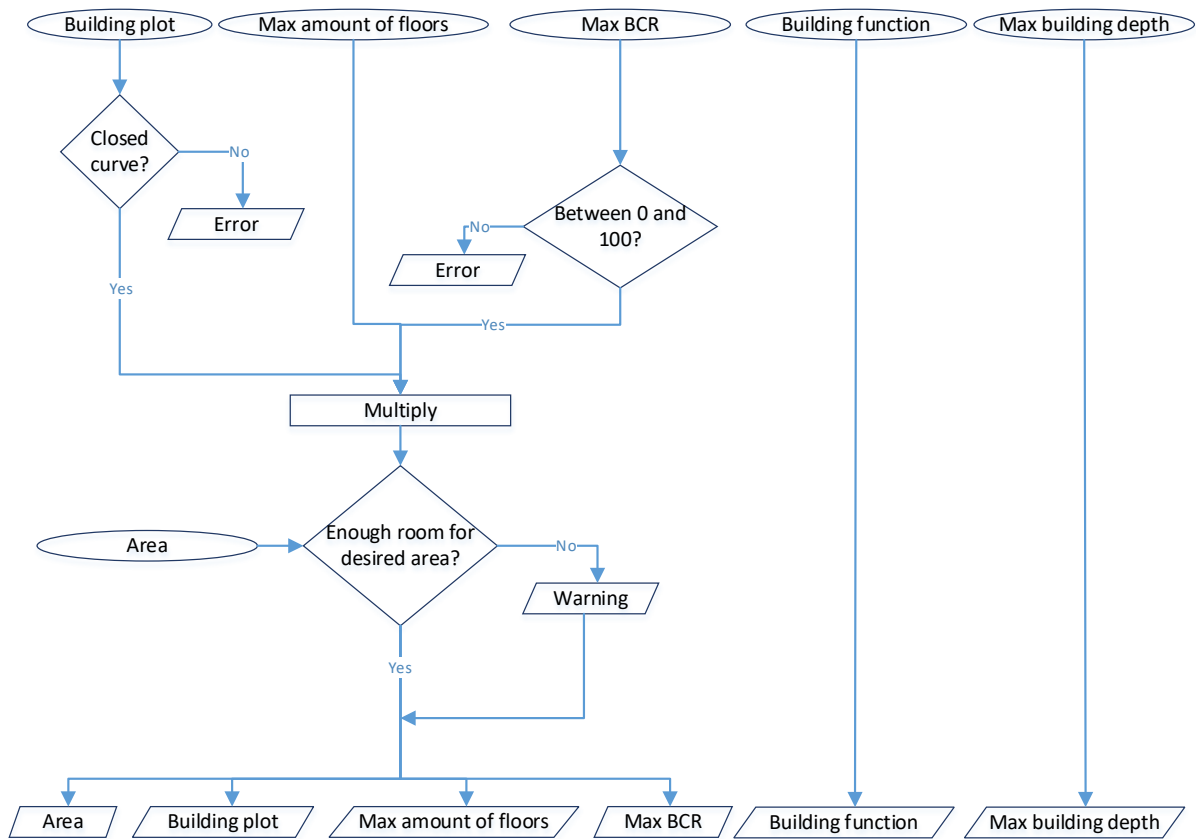 Building plot
Max amount of floors
Max BCR
Building function
Max building depth
Closed
curve?
No
Error
Between 0 and
100?
No
Error
Yes
Yes
Multiply
Enough room for
desired area?
Area
No
Warning
Yes
Area
Building plot
Max amount of floors
Max BCR
Building function
Max building depth